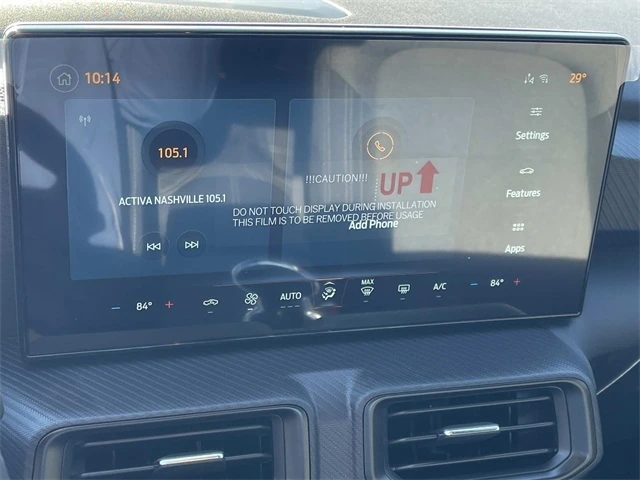 10:14
29°
105.1
Settings
!!!CAUTION!!!
UP
Features
ACTIVA NASHVILLE 105.1
DO NOT TOUCH DISPLAY DURING INSTALLATION
THIS FILM IS TO BE REMOVED BEFORE USAGE
Add Phone
Apps
- 84° +
AUTO
MAX
A/C
- 84° +